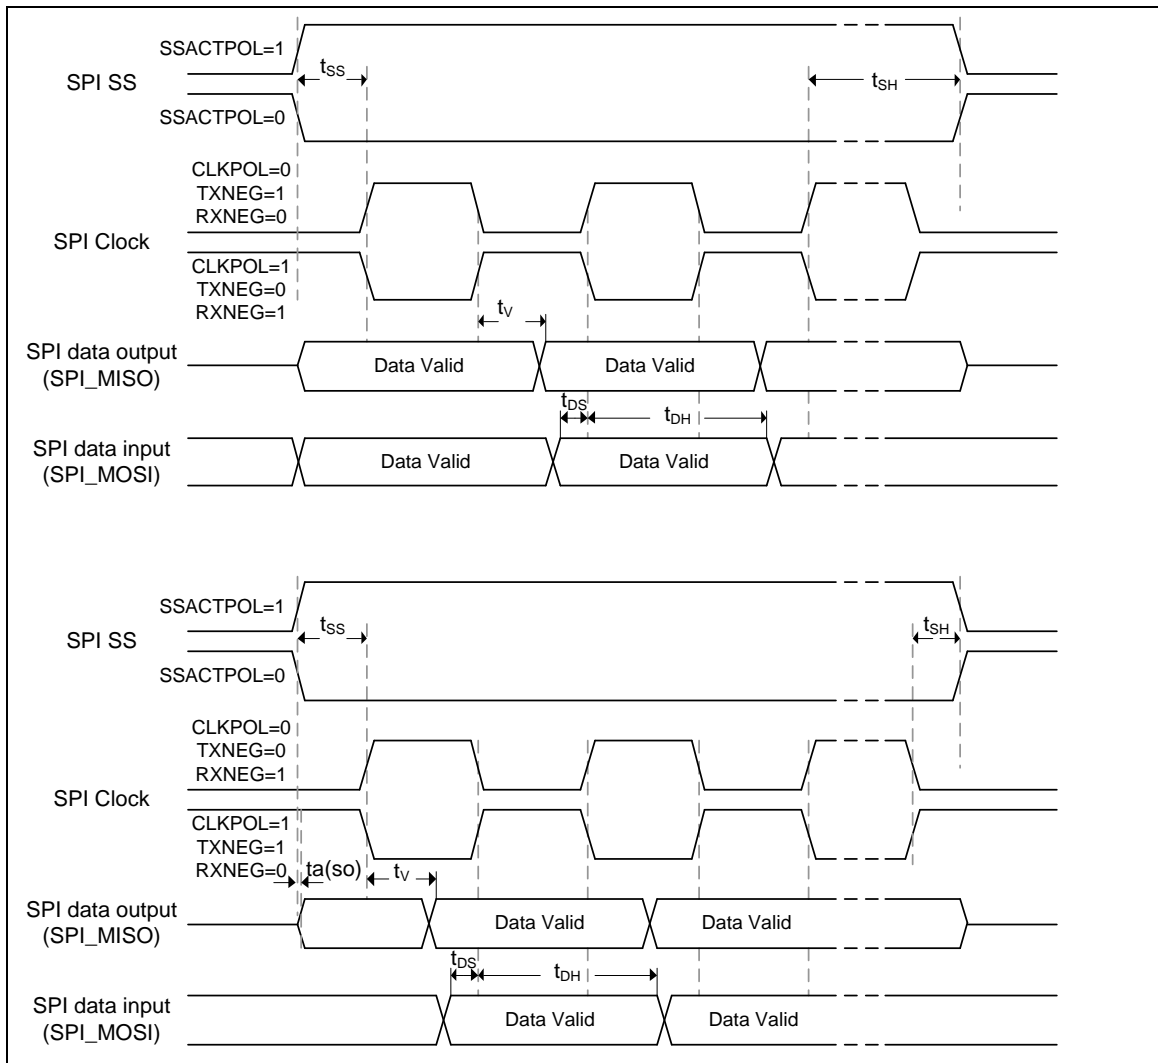 SSACTPOL=1
tSS
tSH
SPI SS
SSACTPOL=0
CLKPOL=0
TXNEG=1
RXNEG=0
SPI Clock
CLKPOL=1
TXNEG=0
RXNEG=1
tV
SPI data output
(SPI_MISO)
Data Valid
Data Valid
tDS
tDH
SPI data input
(SPI_MOSI)
Data Valid
Data Valid
SSACTPOL=1
tSS
tSH
SPI SS
SSACTPOL=0
CLKPOL=0
TXNEG=0
RXNEG=1
SPI Clock
CLKPOL=1
TXNEG=1
RXNEG=0
ta(so)
tV
SPI data output
(SPI_MISO)
Data Valid
Data Valid
tDS
tDH
SPI data input
(SPI_MOSI)
Data Valid
Data Valid